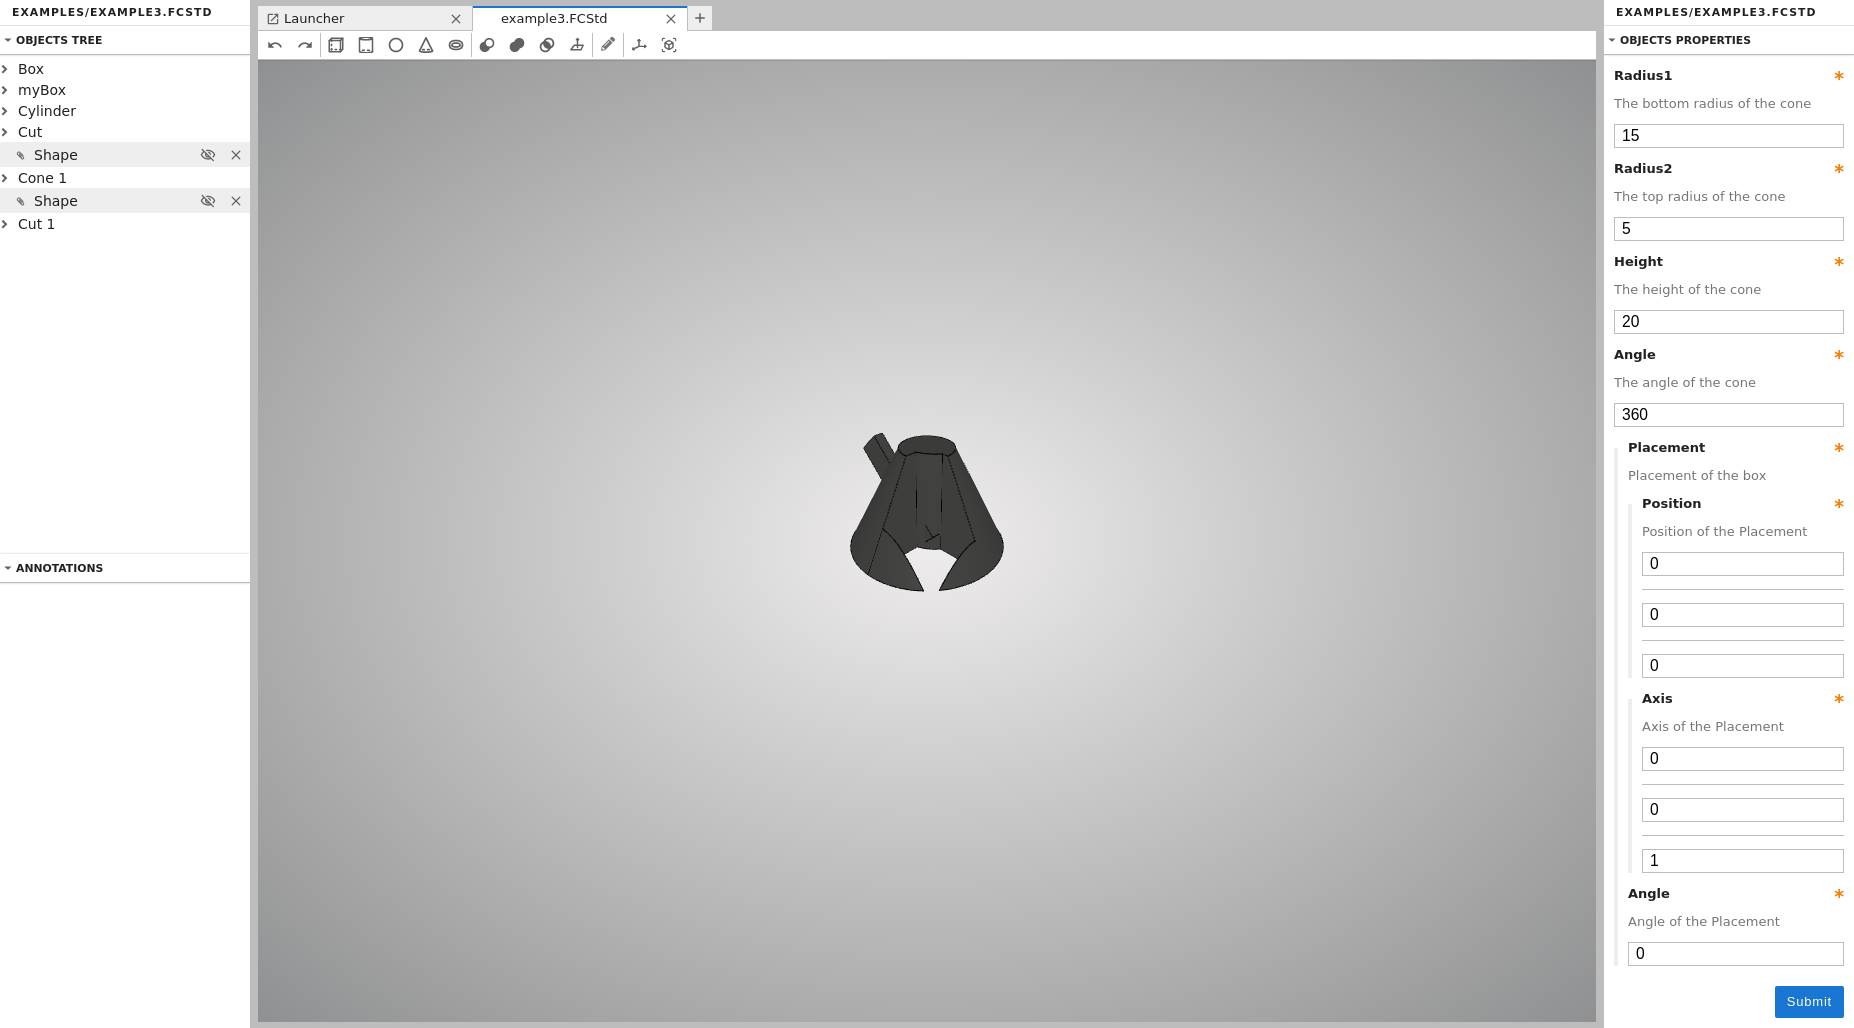 EXAMPLES/EXAMPLE3.FCSTD
OBJECTS TREE
Box
myBox
Cylinder
Cut
Shape
Cone 1
Shape
Cut 1
ANNOTATIONS
Launcher
example3.FCStd
EXAMPLES/EXAMPLE3.FCSTD
OBJECTS PROPERTIES
Radius1 *
The bottom radius of the cone
15
Radius2 *
The top radius of the cone
5
Height *
The height of the cone
20
Angle *
The angle of the cone
360
Placement *
Placement of the box
Position *
Position of the Placement
0
0
0
Axis *
Axis of the Placement
0
0
1
Angle *
Angle of the Placement
0
Submit